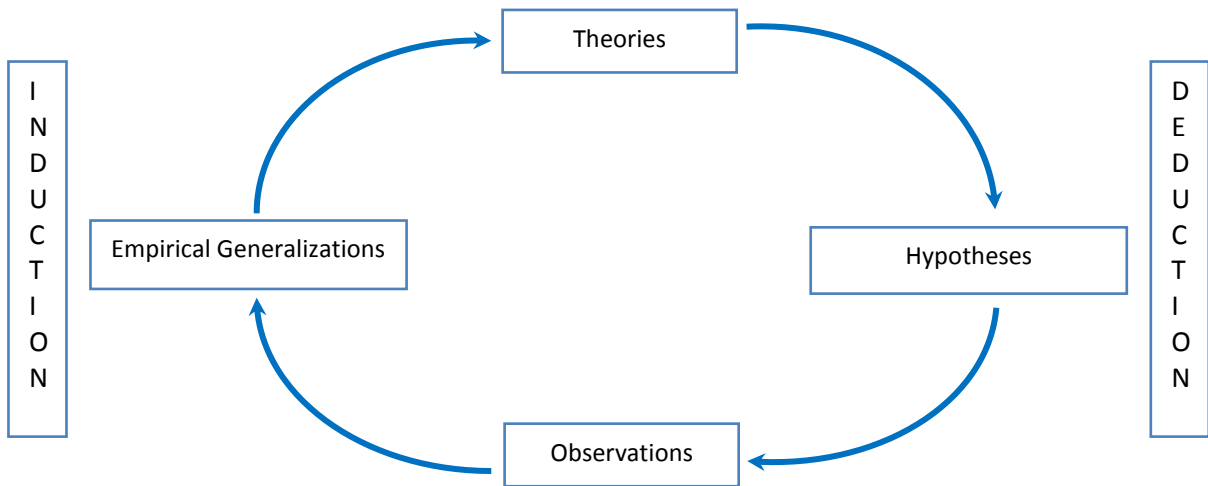 Theories
INDUCTION
DEDUCTION
Empirical Generalizations
Hypotheses
Observations